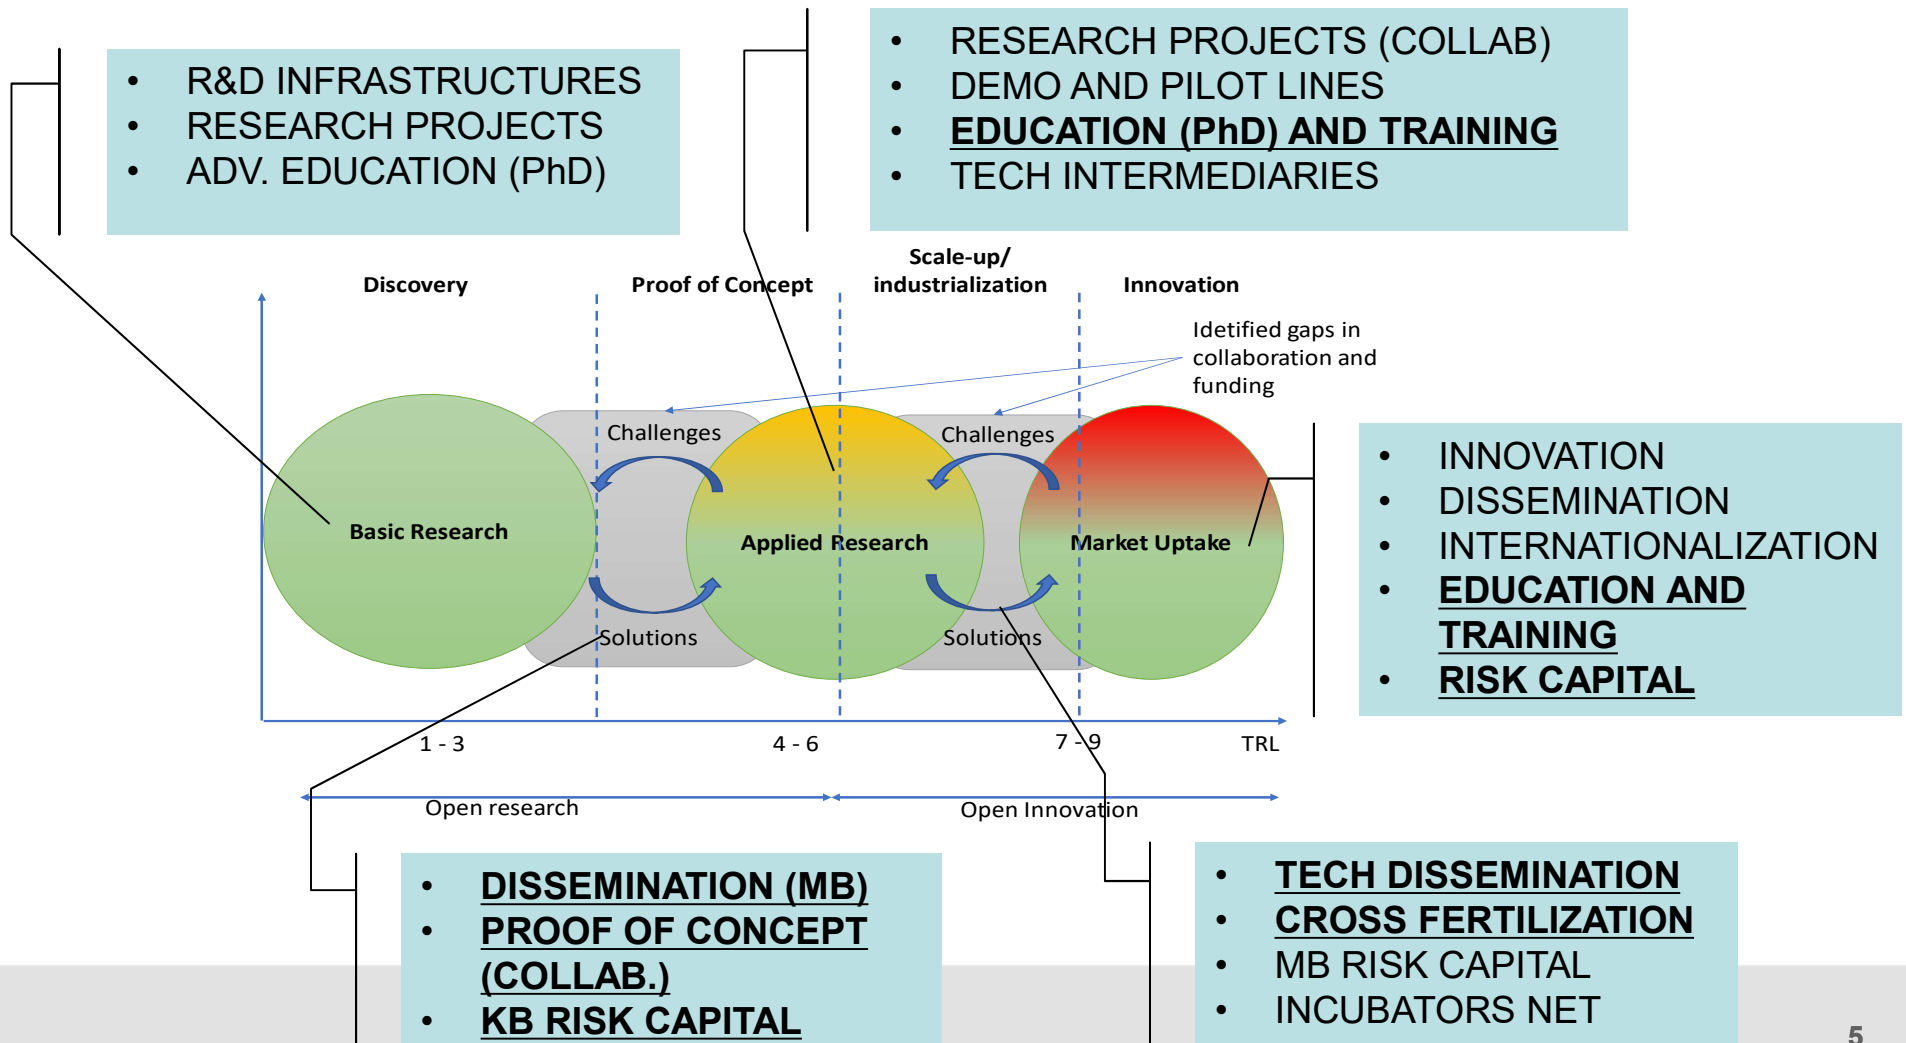 • R&D INFRASTRUCTURES
• RESEARCH PROJECTS
• ADV. EDUCATION (PhD)
• RESEARCH PROJECTS (COLLAB)
• DEMO AND PILOT LINES
• EDUCATION (PhD) AND TRAINING
• TECH INTERMEDIARIES
Discovery
Proof of Concept
Scale-up/
industrialization
Innovation
Idetified gaps in
collaboration and
funding
Challenges
Challenges
Basic Research
Applied Research
Market Uptake
Solutions
Solutions
• INNOVATION
• DISSEMINATION
• INTERNATIONALIZATION
• EDUCATION AND
TRAINING
• RISK CAPITAL
1 - 3
4 - 6
7 - 9
TRL
Open research
Open Innovation
• DISSEMINATION (MB)
• PROOF OF CONCEPT
(COLLAB.)
• KB RISK CAPITAL
• TECH DISSEMINATION
• CROSS FERTILIZATION
• MB RISK CAPITAL
• INCUBATORS NET
5